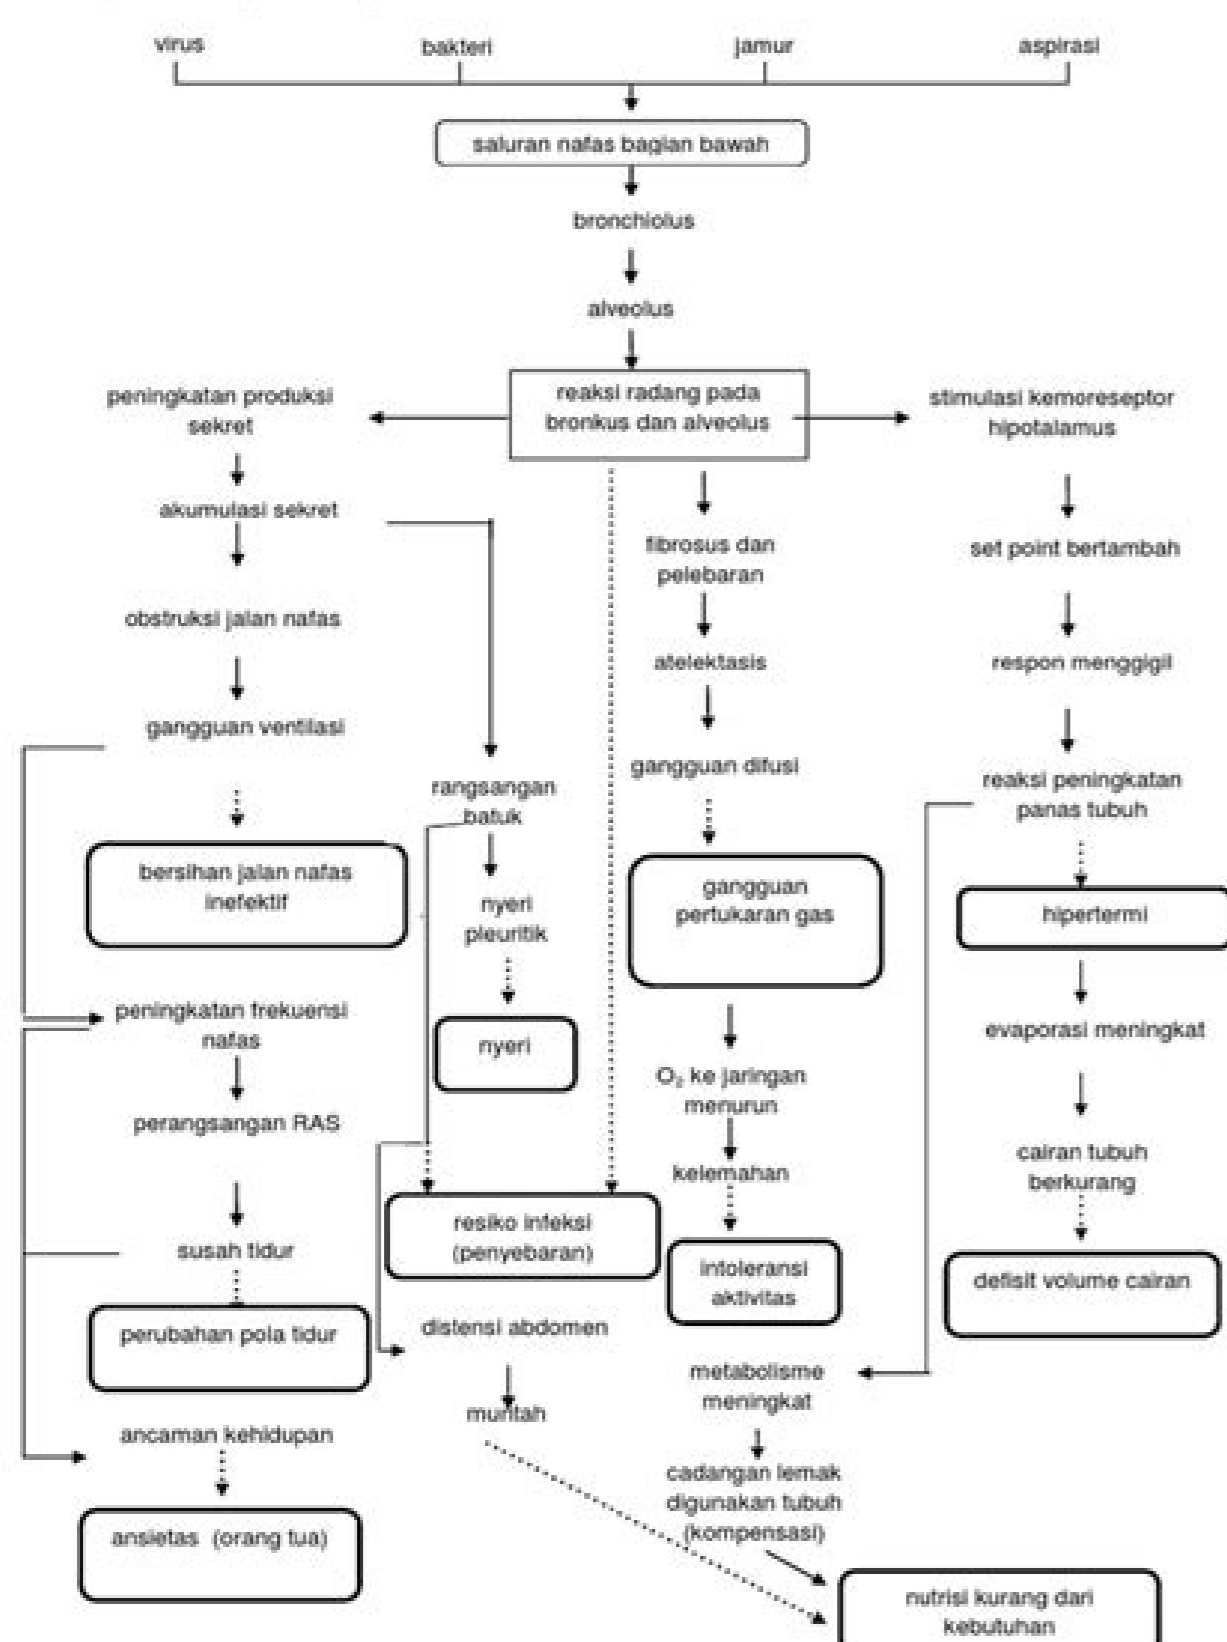 virus
bakteri
jamur
aspirasi
saluran nafas bagian bawah
bronchiolus
alveolus
peningkatan produksi
sekret
reaksi radang pada
bronkus dan alveolus
stimulasi kemoreseptor
hipotalamus
akumulasi sekret
fibrosus dan
pelebaran
set point bertambah
obstruksi jalan nafas
atelektasis
respon menggigil
gangguan ventilasi
rangsangan
batuk
gangguan difusi
reaksi peningkatan
panas tubuh
bersihan jalan nafas
inefektif
nyeri
pleuritik
gangguan
pertukaran gas
hipertermi
peningkatan frekuensi
nafas
nyeri
evaporasi meningkat
O₂ ke jaringan
menurun
perangsangan RAS
kelemahan
cairan tubuh
berkurang
susah tidur
resiko infeksi
(penyebaran)
intoleransi
aktivitas
defisit volume cairan
perubahan pola tidur
distensi abdomen
metabolisme
meningkat
muntah
ancaman kehidupan
cadangan lemak
digunakan tubuh
(kompensasi)
ansietas (orang tua)
nutrisi kurang dari
kebutuhan